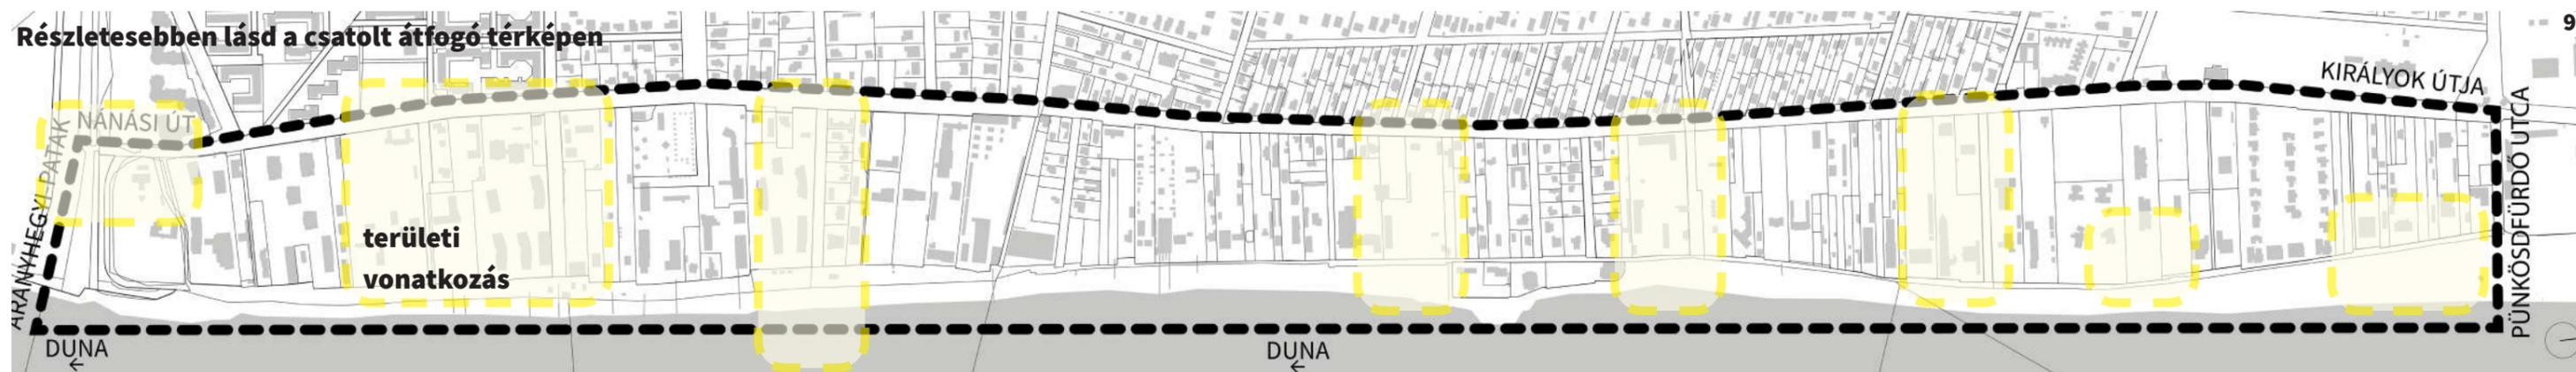 Részletesebben lásd a csatolt átfogó térképen
9
KIRÁLYOK ÚTJA
NÁNÁSI ÚT
ARANYHEGYI PATAK
PÜNKÖSDFÜRDŐ UTCA
területi
vonatkozás
DUNA
←
DUNA
←